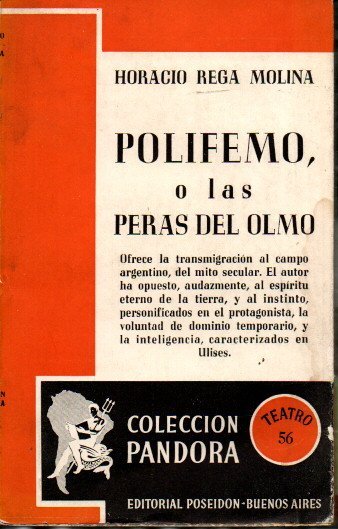 HORACIO REGA MOLINA
POLIFEMO,
o las
PERAS DEL OLMO
Ofrece la transmigración al campo
argentino, del mito secular. El autor
ha opuesto, audazmente, al espíritu
eterno de la tierra, y al instinto,
personificados en el protagonista, la
voluntad de dominio temporario, y
la inteligencia, caracterizados en
Ulises.
COLECCION
PANDORA
TEATRO
56
EDITORIAL POSEIDON-BUENOS AIRES